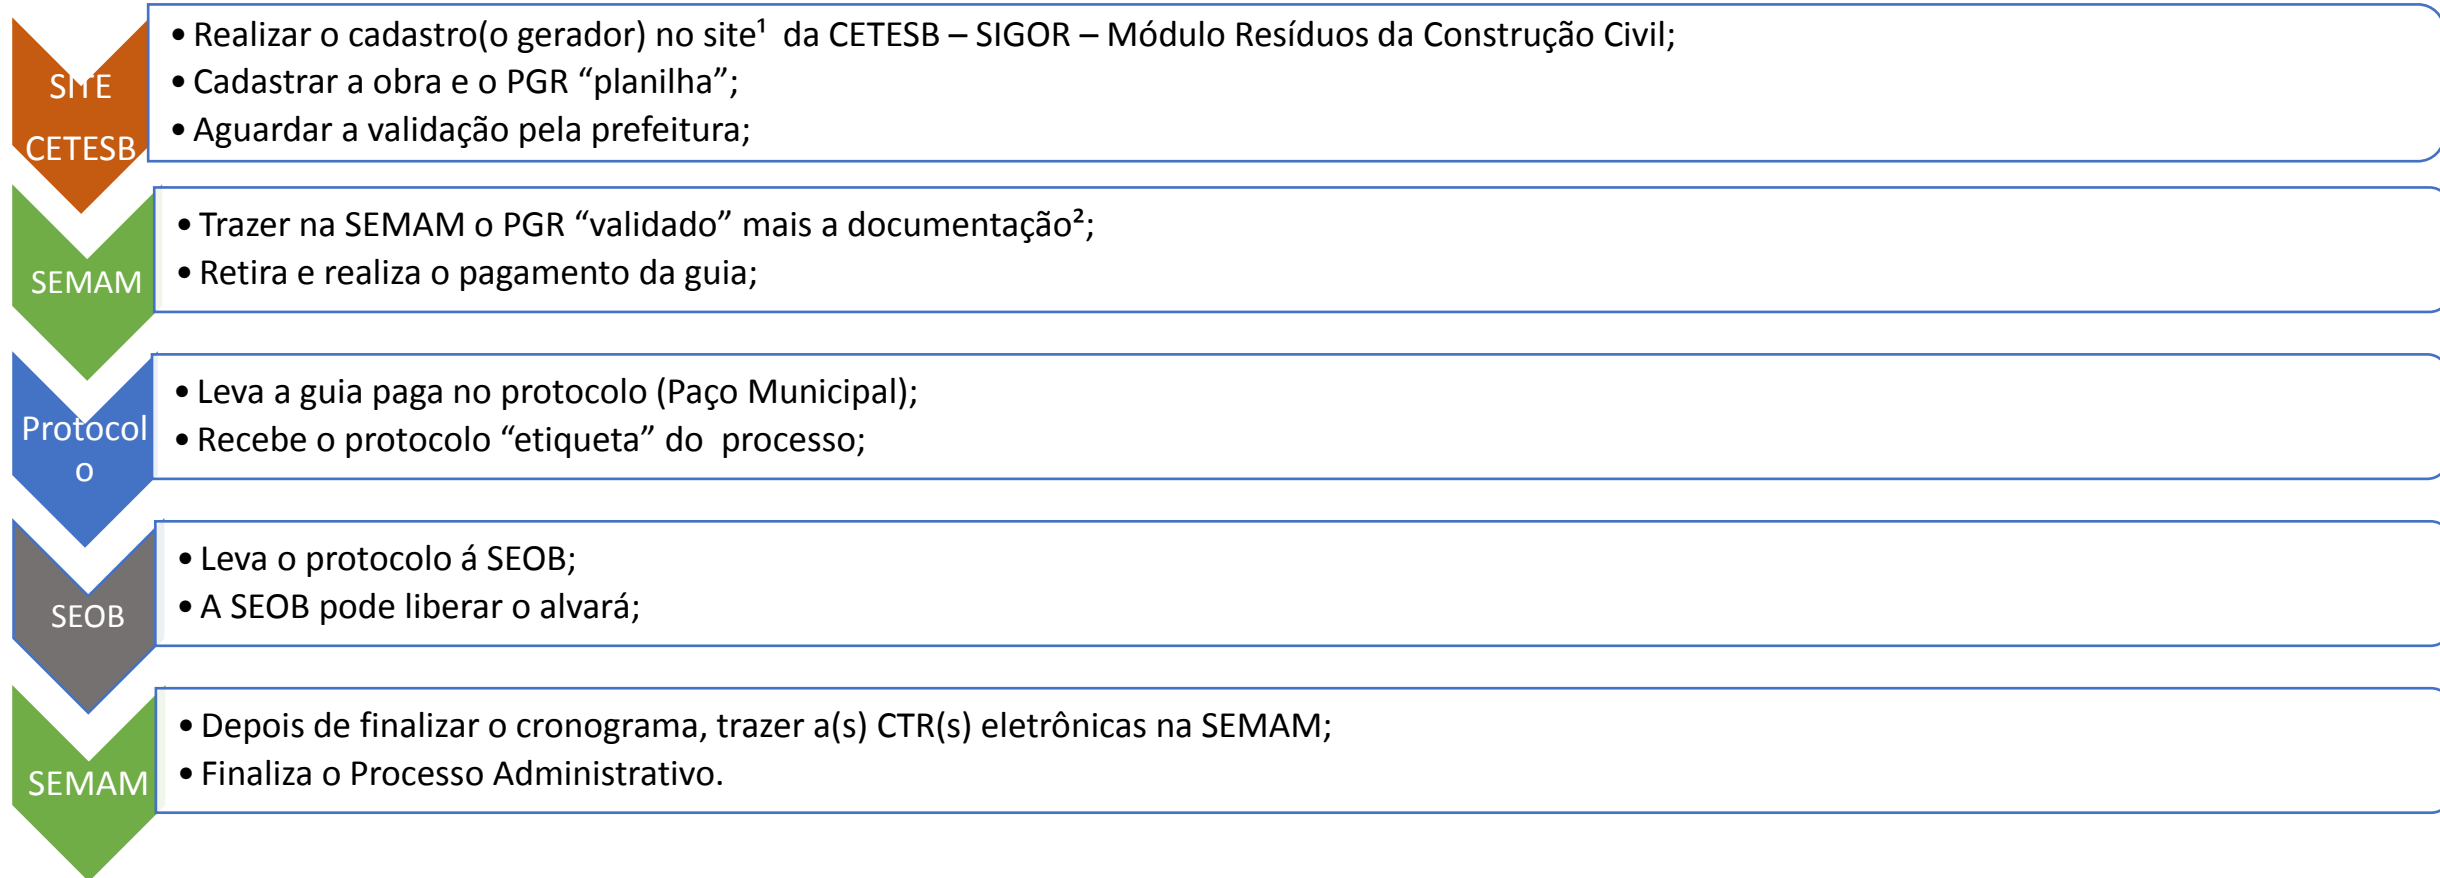 SITE
CETESB
• Realizar o cadastro(o gerador) no site¹  da CETESB – SIGOR – Módulo Resíduos da Construção Civil;
• Cadastrar a obra e o PGR “planilha”;
• Aguardar a validação pela prefeitura;
SEMAM
• Trazer na SEMAM o PGR “validado” mais a documentação²;
• Retira e realiza o pagamento da guia;
Protocol
o
• Leva a guia paga no protocolo (Paço Municipal);
• Recebe o protocolo “etiqueta” do  processo;
SEOB
• Leva o protocolo á SEOB;
• A SEOB pode liberar o alvará;
SEMAM
• Depois de finalizar o cronograma, trazer a(s) CTR(s) eletrônicas na SEMAM;
• Finaliza o Processo Administrativo.